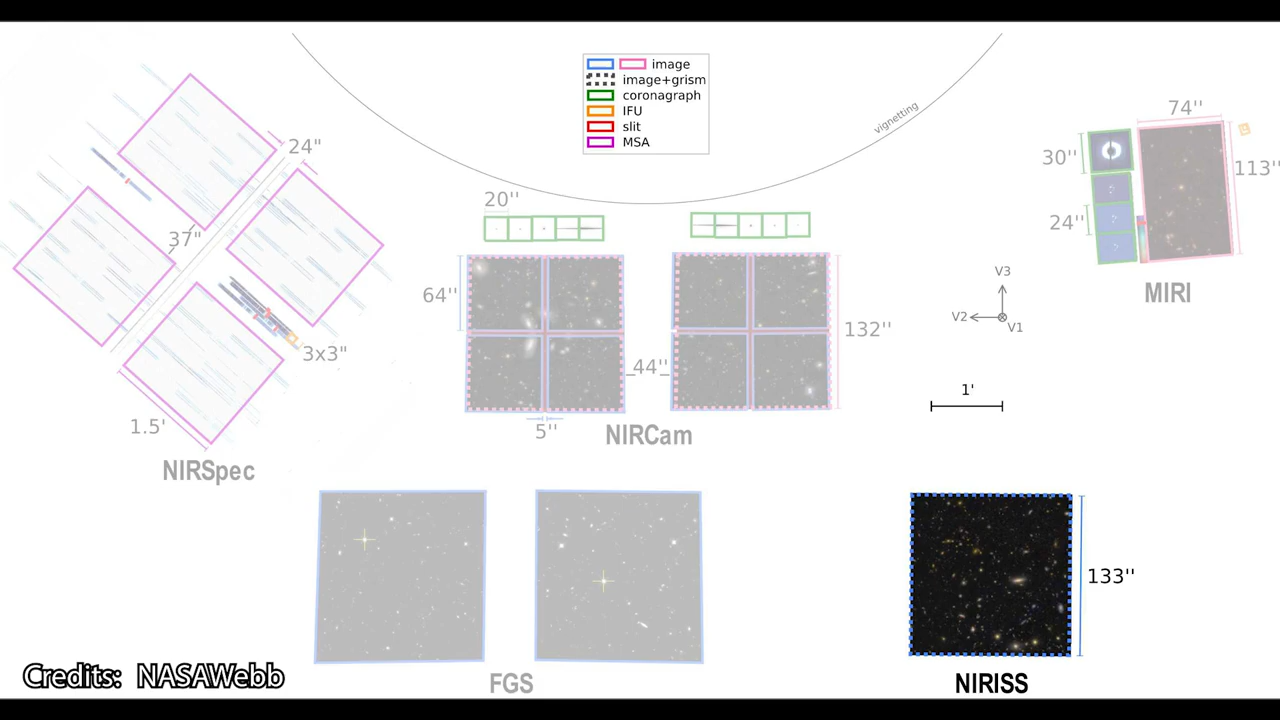 image
image+grism
coronagraph
IFU
slit
MSA
vignetting
24"
37"
3x3"
1.5'
NIRSpec
20''
64''
44''
132''
5''
NIRCam
74''
30''
113''
24''
MIRI
V3
V2
V1
1'
FGS
133''
NIRISS
Credits: NASAWebb